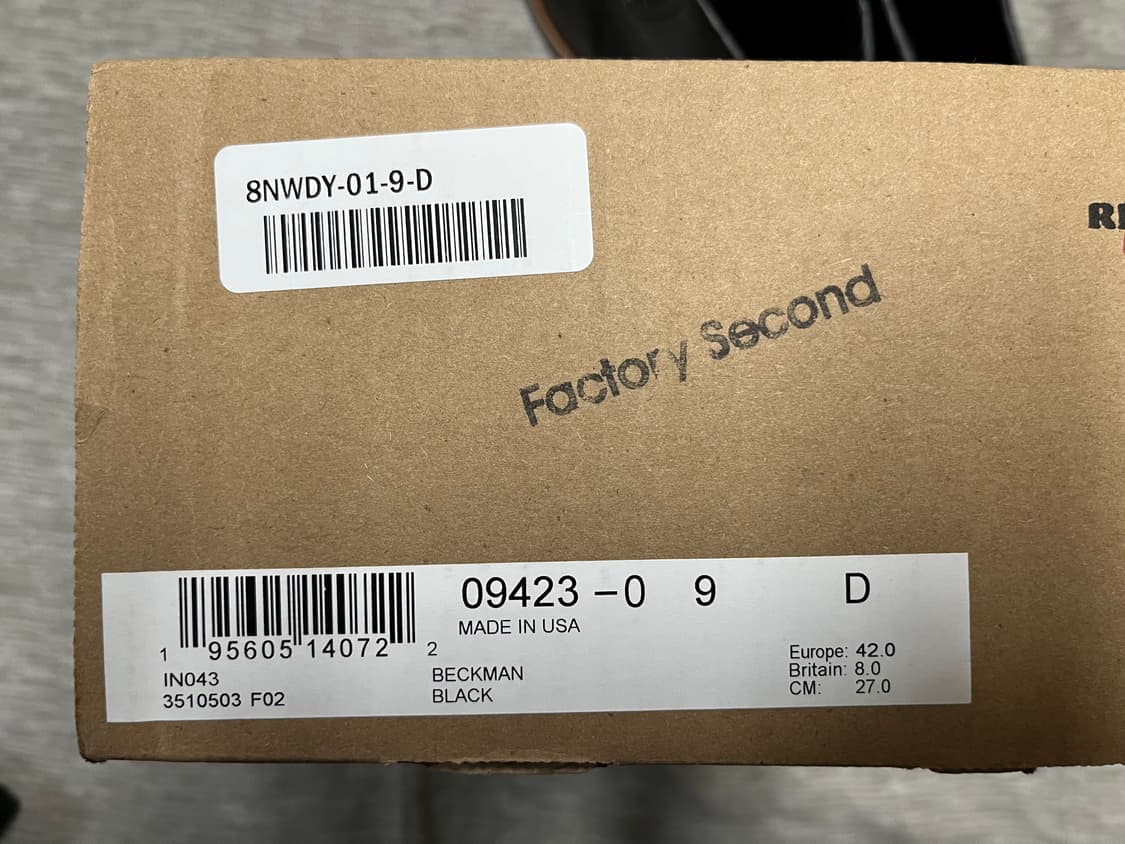 8NWDY-01-9-D
Factory Second
09423 -0 9 D
MADE IN USA
1 95605 14072 2
IN043
3510503 F02
BECKMAN
BLACK
Europe: 42.0
Britain: 8.0
CM: 27.0